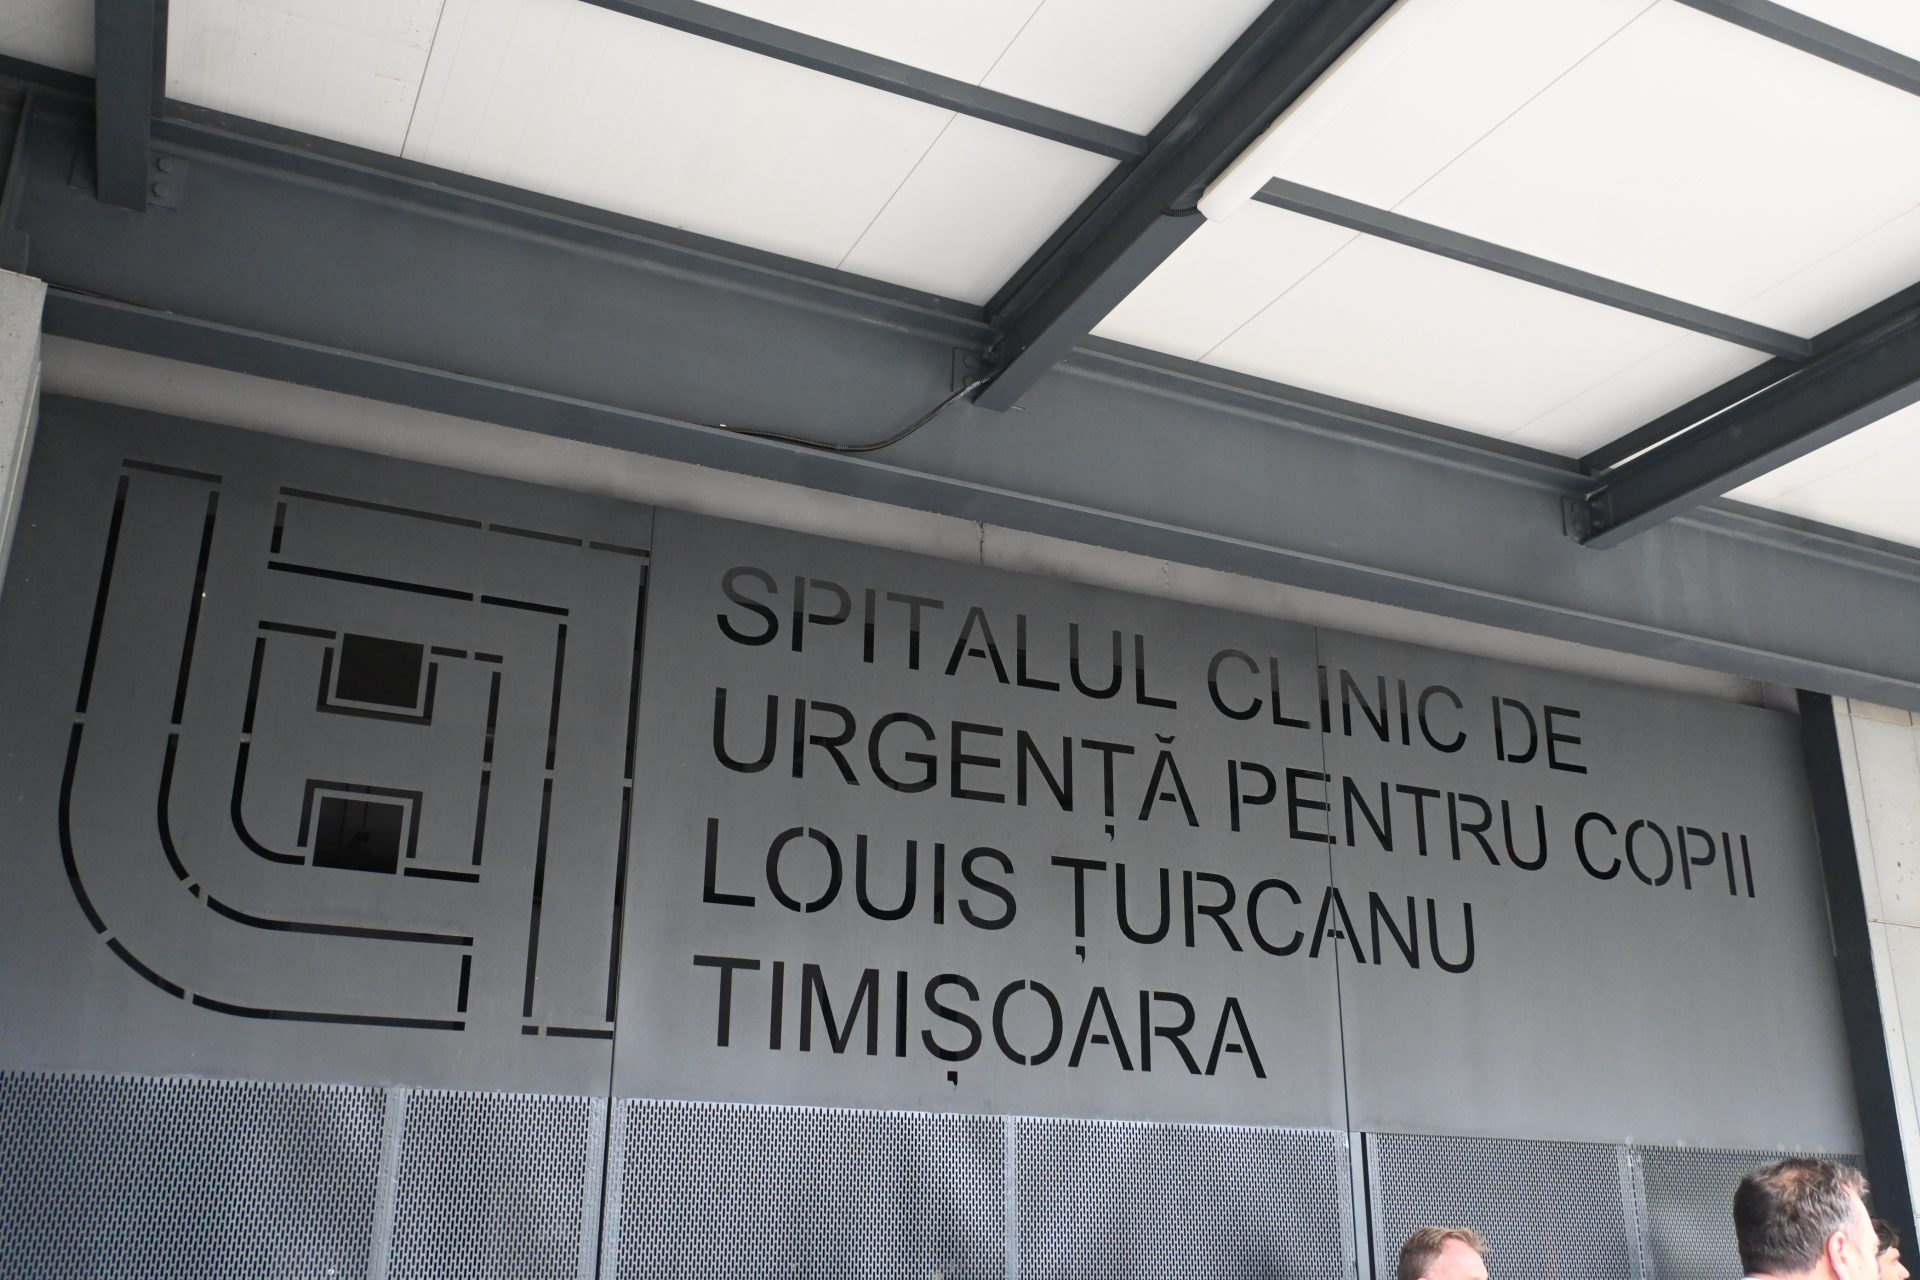 SPITALUL CLINIC DE
URGENȚĂ PENTRU COPII
LOUIS ȚURCANU
TIMIȘOARA